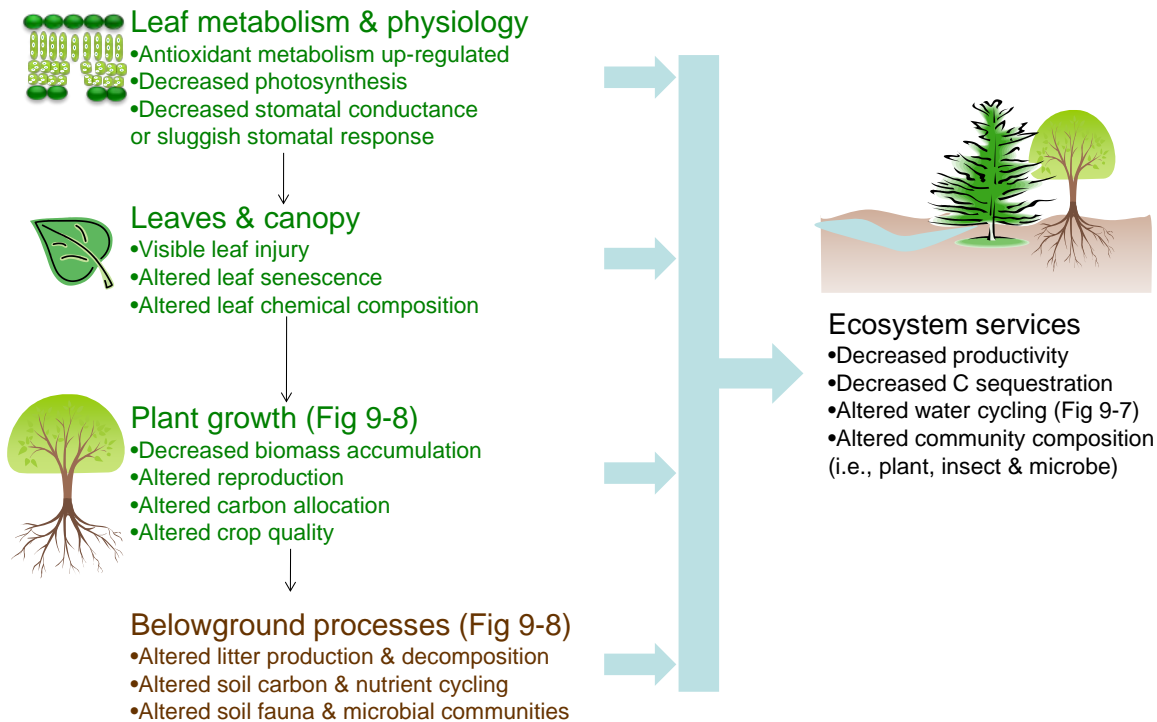 Leaf metabolism & physiology
•Antioxidant metabolism up-regulated
•Decreased photosynthesis
•Decreased stomatal conductance
or sluggish stomatal response
Leaves & canopy
•Visible leaf injury
•Altered leaf senescence
•Altered leaf chemical composition
Plant growth (Fig 9-8)
•Decreased biomass accumulation
•Altered reproduction
•Altered carbon allocation
•Altered crop quality
Belowground processes (Fig 9-8)
•Altered litter production & decomposition
•Altered soil carbon & nutrient cycling
•Altered soil fauna & microbial communities
Ecosystem services
•Decreased productivity
•Decreased C sequestration
•Altered water cycling (Fig 9-7)
•Altered community composition
(i.e., plant, insect & microbe)